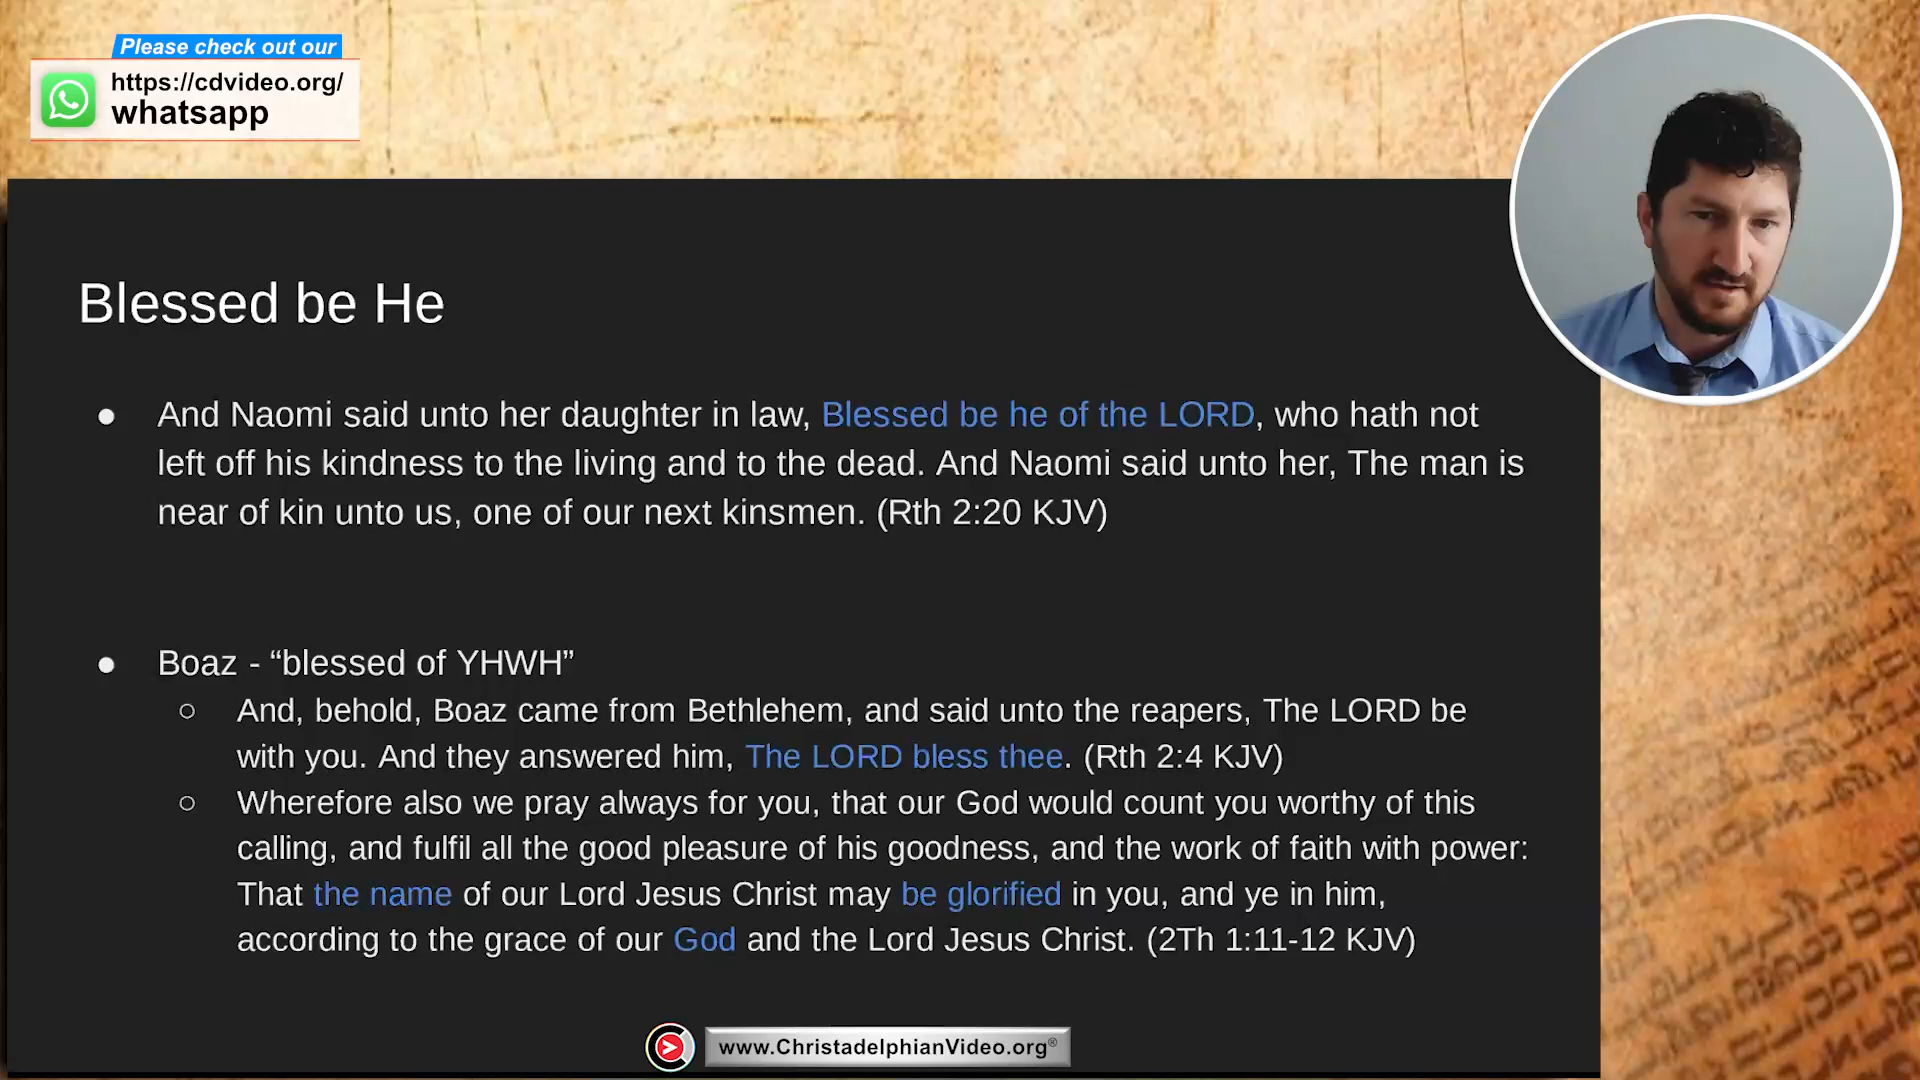 Please check out our
https://cdvideo.org/
whatsapp
Blessed be He
● And Naomi said unto her daughter in law, Blessed be he of the LORD, who hath not
left off his kindness to the living and to the dead. And Naomi said unto her, The man is
near of kin unto us, one of our next kinsmen. (Rth 2:20 KJV)
● Boaz - “blessed of YHWH”
○ And, behold, Boaz came from Bethlehem, and said unto the reapers, The LORD be
with you. And they answered him, The LORD bless thee. (Rth 2:4 KJV)
○ Wherefore also we pray always for you, that our God would count you worthy of this
calling, and fulfil all the good pleasure of his goodness, and the work of faith with power:
That the name of our Lord Jesus Christ may be glorified in you, and ye in him,
according to the grace of our God and the Lord Jesus Christ. (2Th 1:11-12 KJV)
www.ChristadelphianVideo.org®